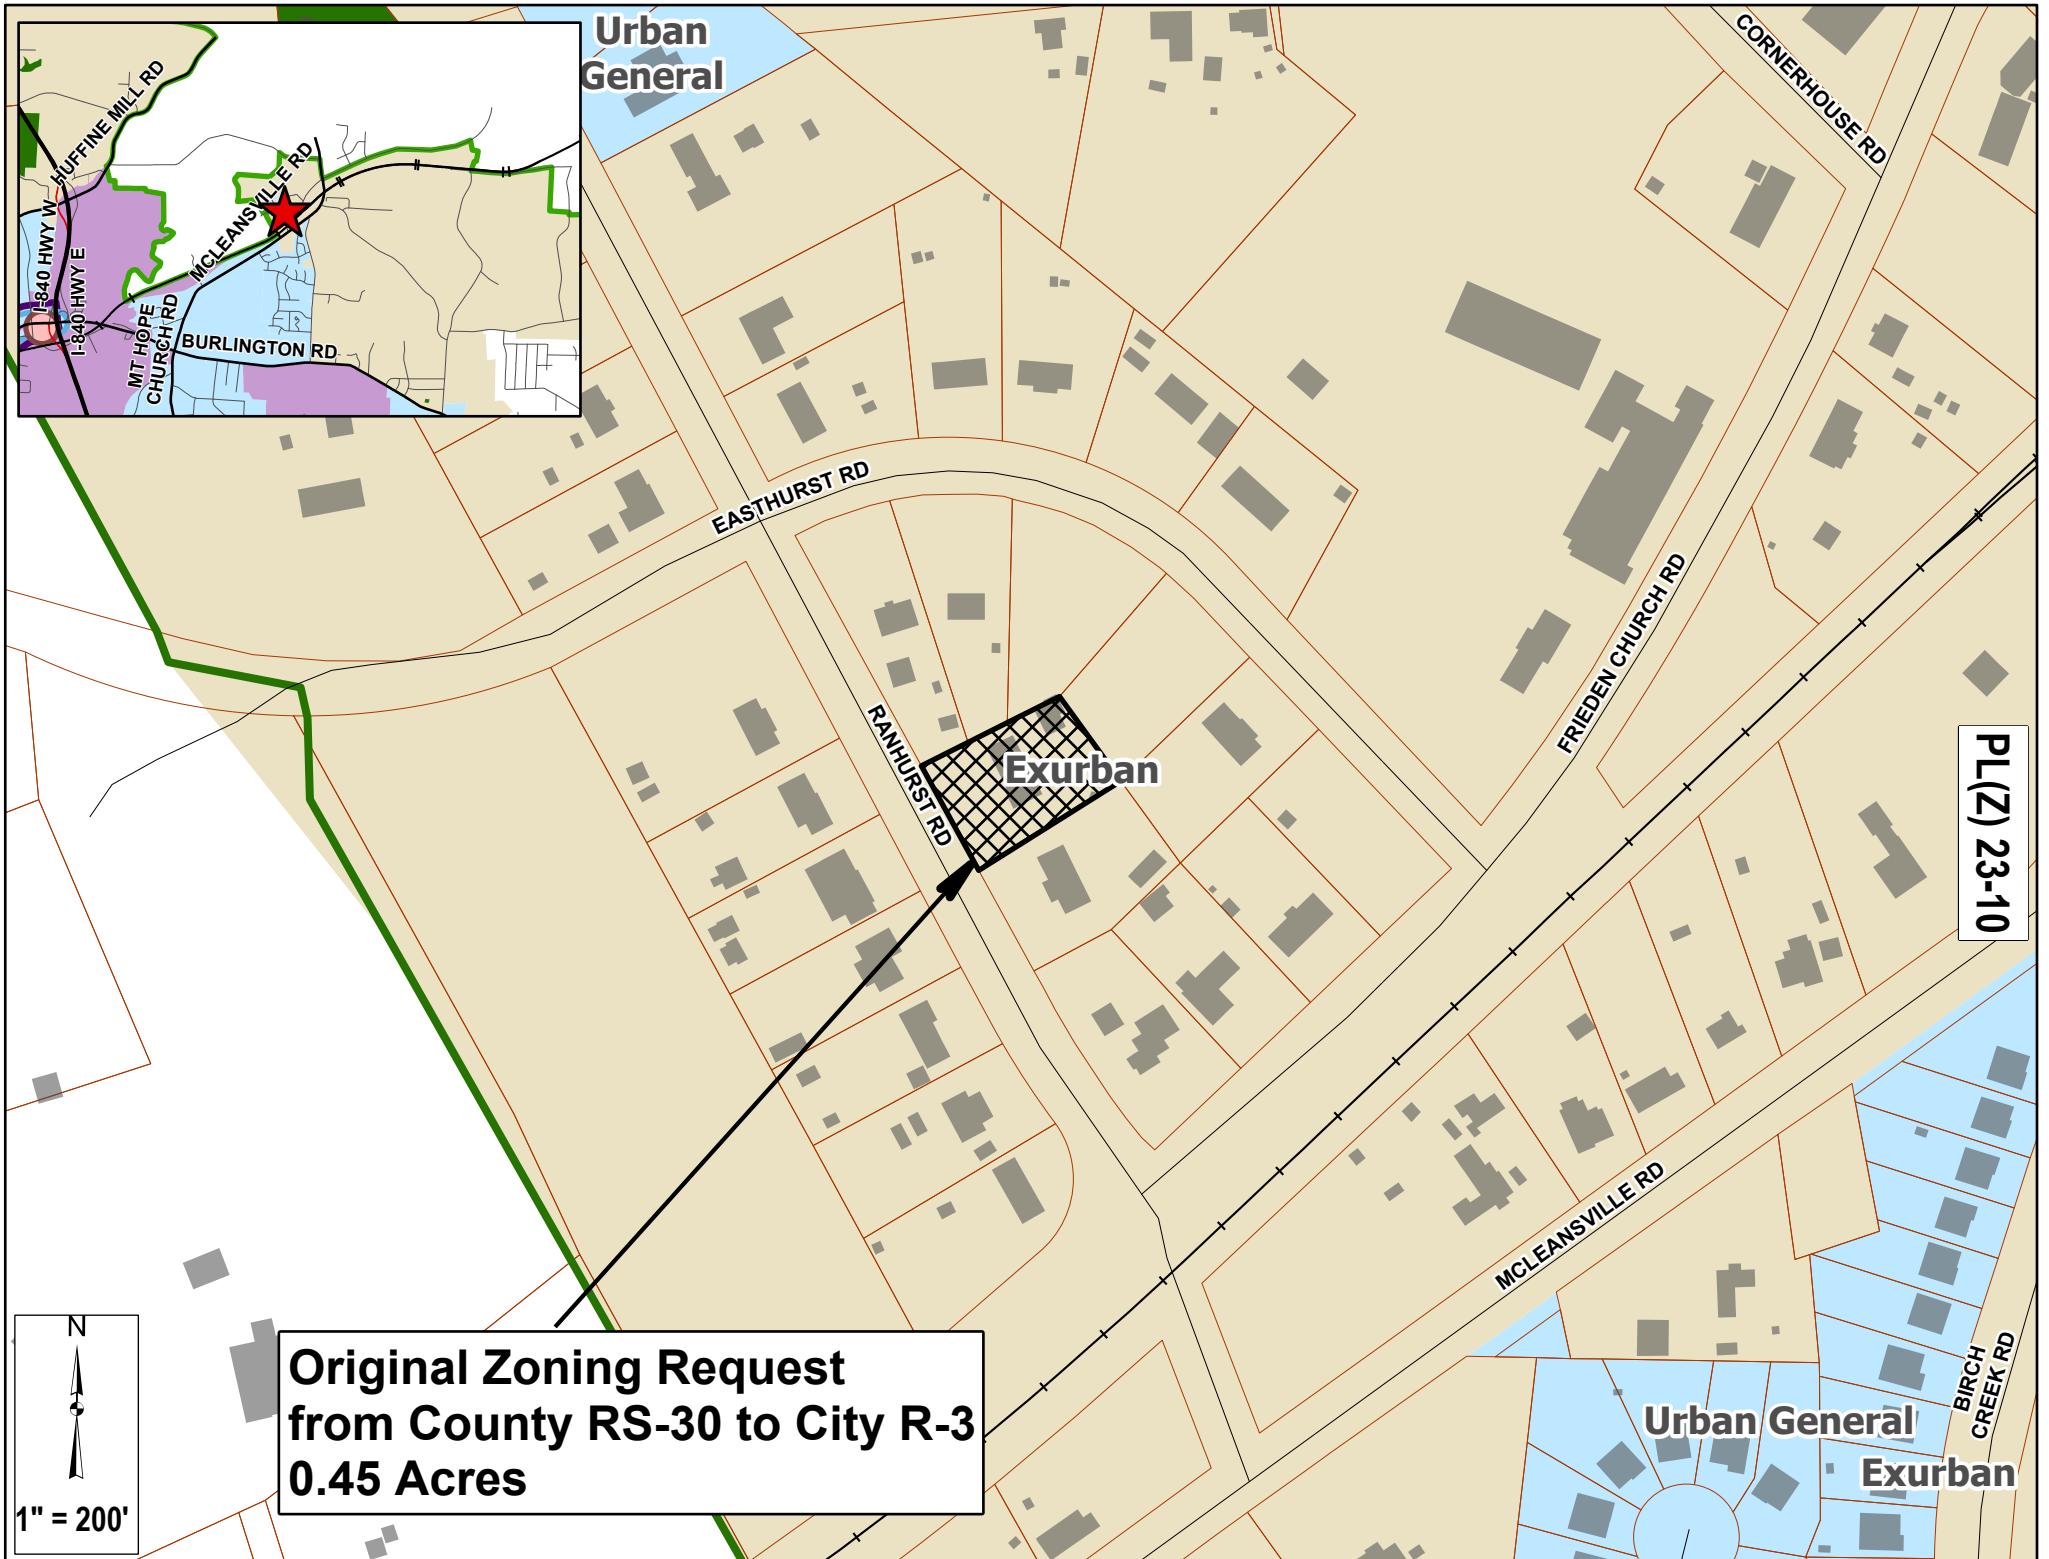 Urban
General
CORNERHOUSE RD
HUFFINE MILL RD
MCLEANSVILLE RD
I-840 HWY W
I-840 HWY E
MT HOPE
CHURCH RD
BURLINGTON RD
EASTHURST RD
FRIEDEN CHURCH RD
RANHURST RD
Exurban
PL(Z) 23-10
MCLEANSVILLE RD
BIRCH
CREEK RD
Urban General
Exurban
N
1" = 200'
Original Zoning Request
from County RS-30 to City R-3
0.45 Acres